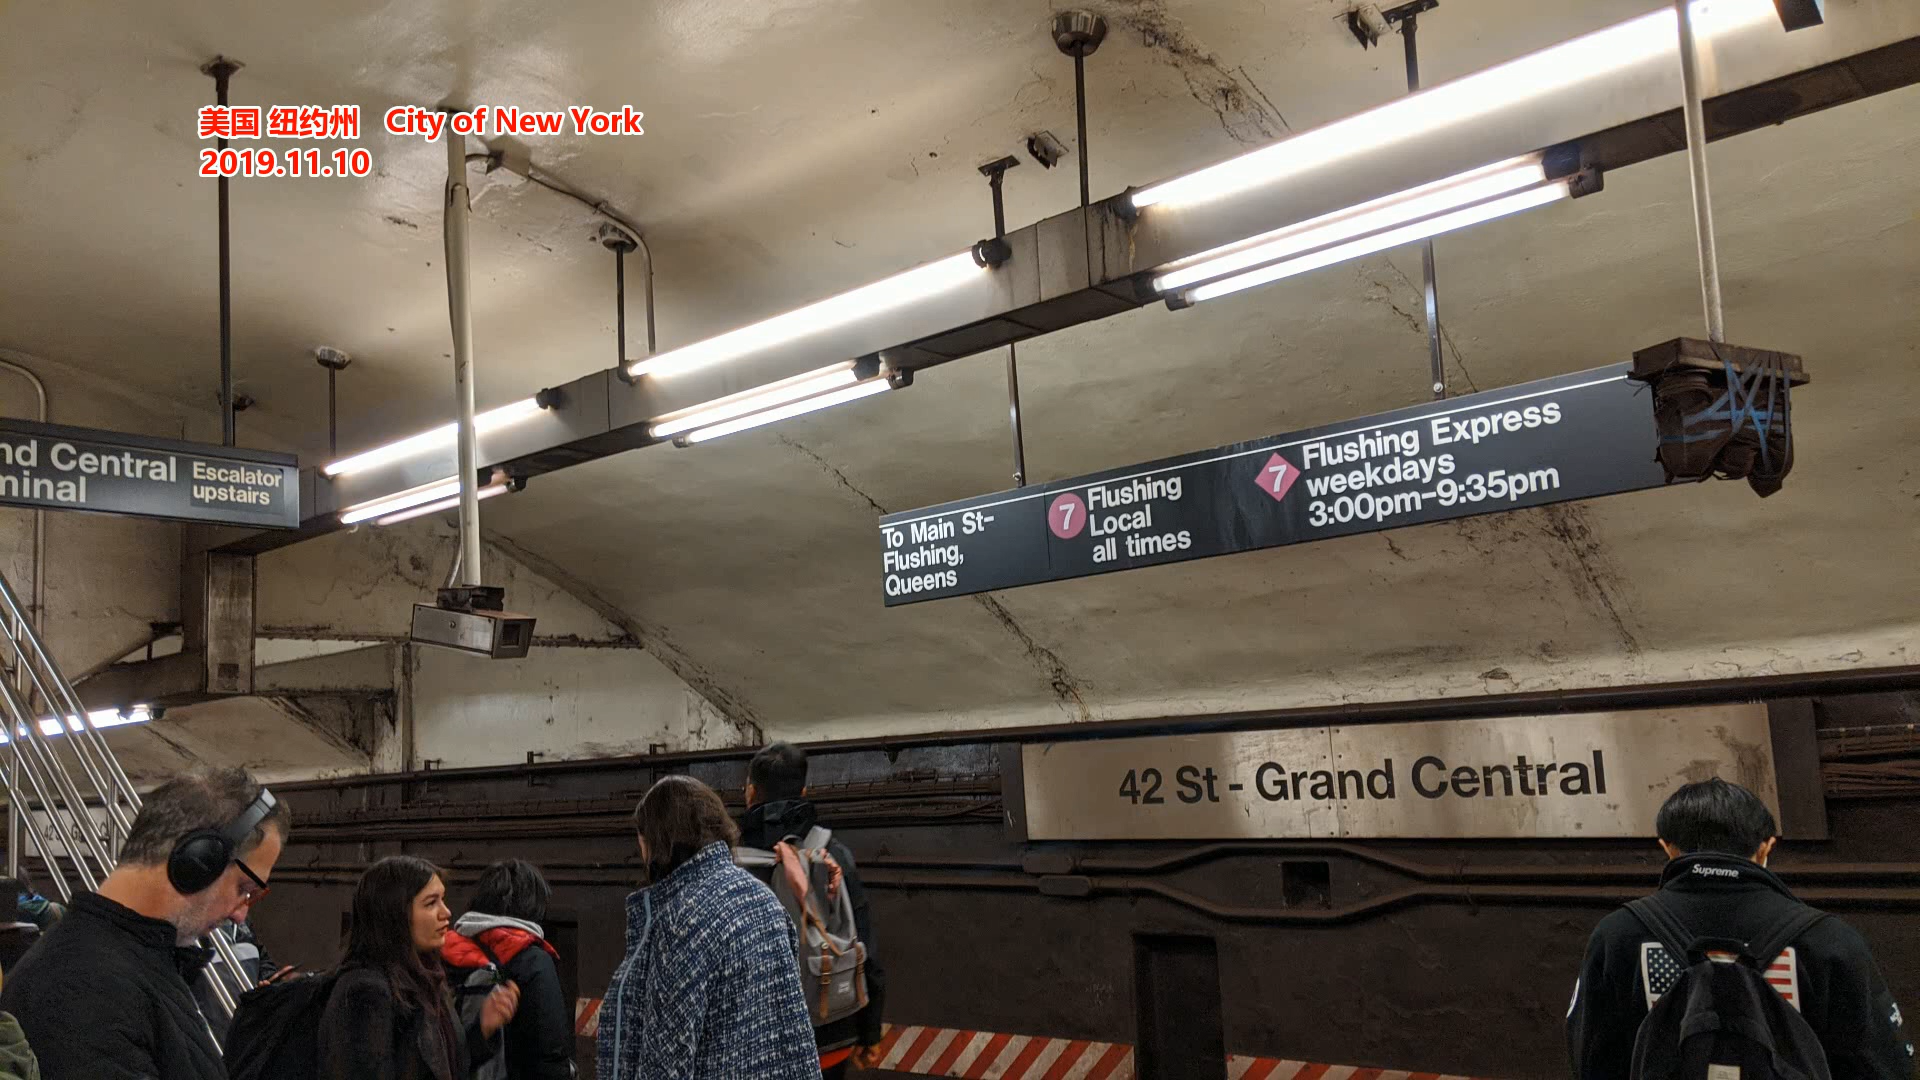 美国 纽约州 City of New York
2019.11.10
nd Central
minal
Escalator
upstairs
To Main St-
Flushing,
Queens
7
Flushing
Local
all times
7
Flushing Express
weekdays
3:00pm-9:35pm
42 St - Grand Central
Supreme